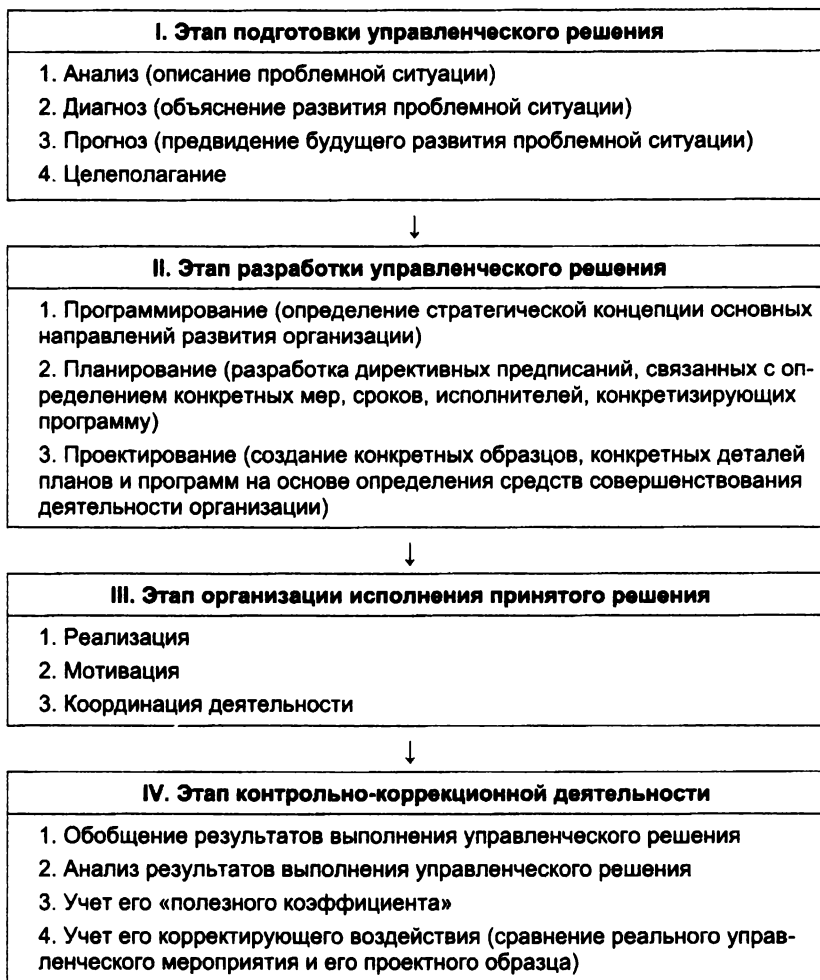 I. Этап подготовки управленческого решения
1. Анализ (описание проблемной ситуации)
2. Диагноз (объяснение развития проблемной ситуации)
3. Прогноз (предвидение будущего развития проблемной ситуации)
4. Целеполагание
↓
II. Этап разработки управленческого решения
1. Программирование (определение стратегической концепции основных
направлений развития организации)
2. Планирование (разработка директивных предписаний, связанных с оп-
ределением конкретных мер, сроков, исполнителей, конкретизирующих
программу)
3. Проектирование (создание конкретных образцов, конкретных деталей
планов и программ на основе определения средств совершенствования
деятельности организации)
↓
III. Этап организации исполнения принятого решения
1. Реализация
2. Мотивация
3. Координация деятельности
↓
IV. Этап контрольно-коррекционной деятельности
1. Обобщение результатов выполнения управленческого решения
2. Анализ результатов выполнения управленческого решения
3. Учет его «полезного коэффициента»
4. Учет его корректирующего воздействия (сравнение реального управ-
ленческого мероприятия и его проектного образца)